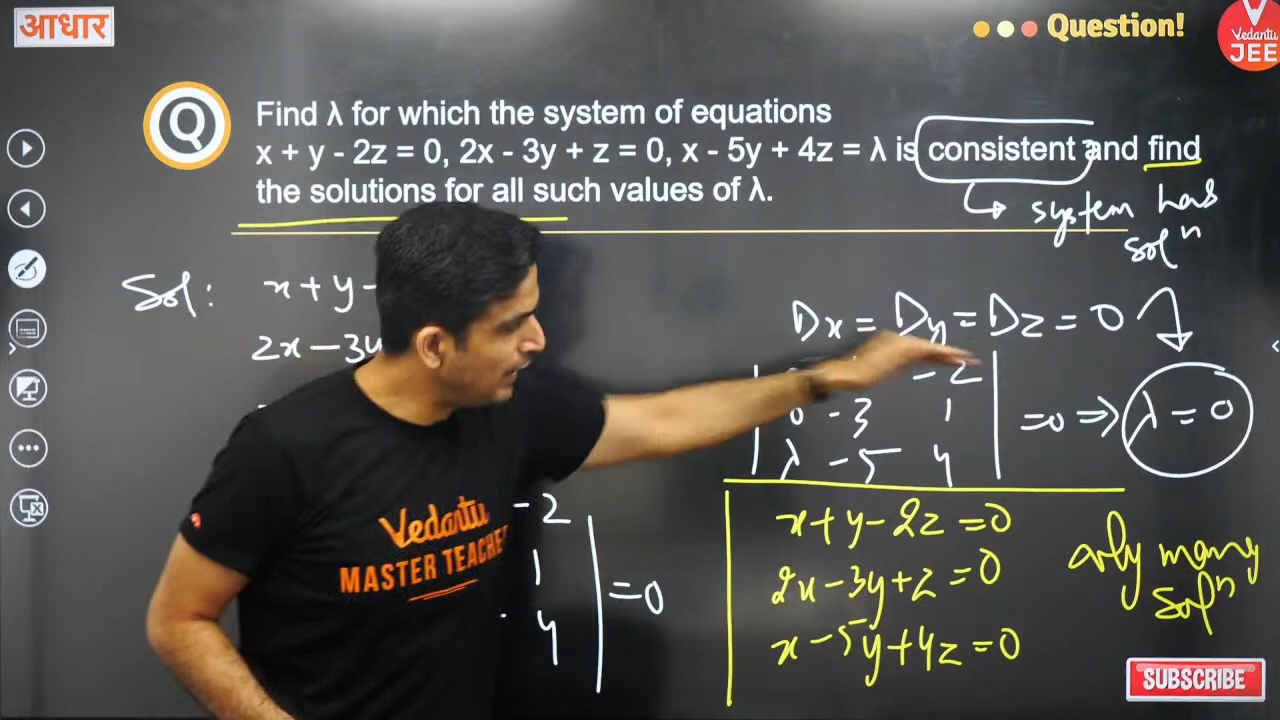 आधार
Question!
Vedantu
JEE
Q
Find λ for which the system of equations
x + y - 2z = 0, 2x - 3y + z = 0, x - 5y + 4z = λ is consistent and find
the solutions for all such values of λ.
→ system has
solⁿ
Sol: x + y -
2x - 3y
Dx = Dy = Dz = 0
- 2
0 -3 1 =0 ⇒ λ = 0
λ -5 4
-2
1 =0
4
x + y - 2z = 0
2x - 3y + z = 0
x - 5y + 4z = 0
many
solⁿ
Vedantu
MASTER TEACHER
SUBSCRIBE